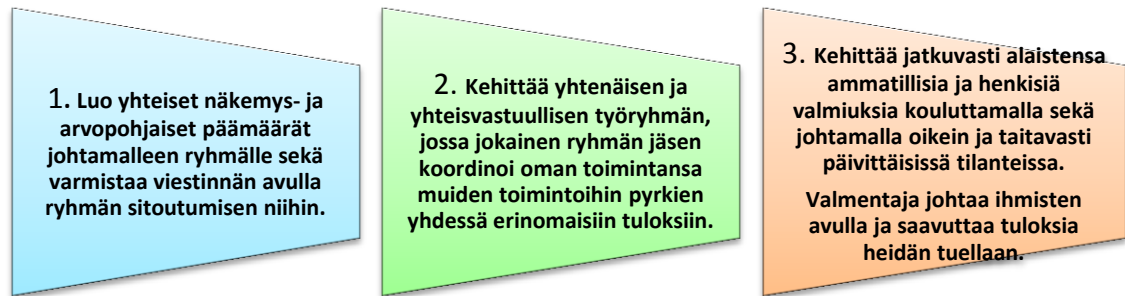 1. Luo yhteiset näkemys- ja
arvopohjaiset päämäärät
johtamalleen ryhmälle sekä
varmistaa viestinnän avulla
ryhmän sitoutumisen niihin.
2. Kehittää yhtenäisen ja
yhteisvastuullisen työryhmän,
jossa jokainen ryhmän jäsen
koordinoi oman toimintansa
muiden toimintoihin pyrkien
yhdessä erinomaisiin tuloksiin.
3. Kehittää jatkuvasti alaistensa
ammatillisia ja henkisiä
valmiuksia kouluttamalla sekä
johtamalla oikein ja taitavasti
päivittäisissä tilanteissa.
Valmentaja johtaa ihmisten
avulla ja saavuttaa tuloksia
heidän tuellaan.